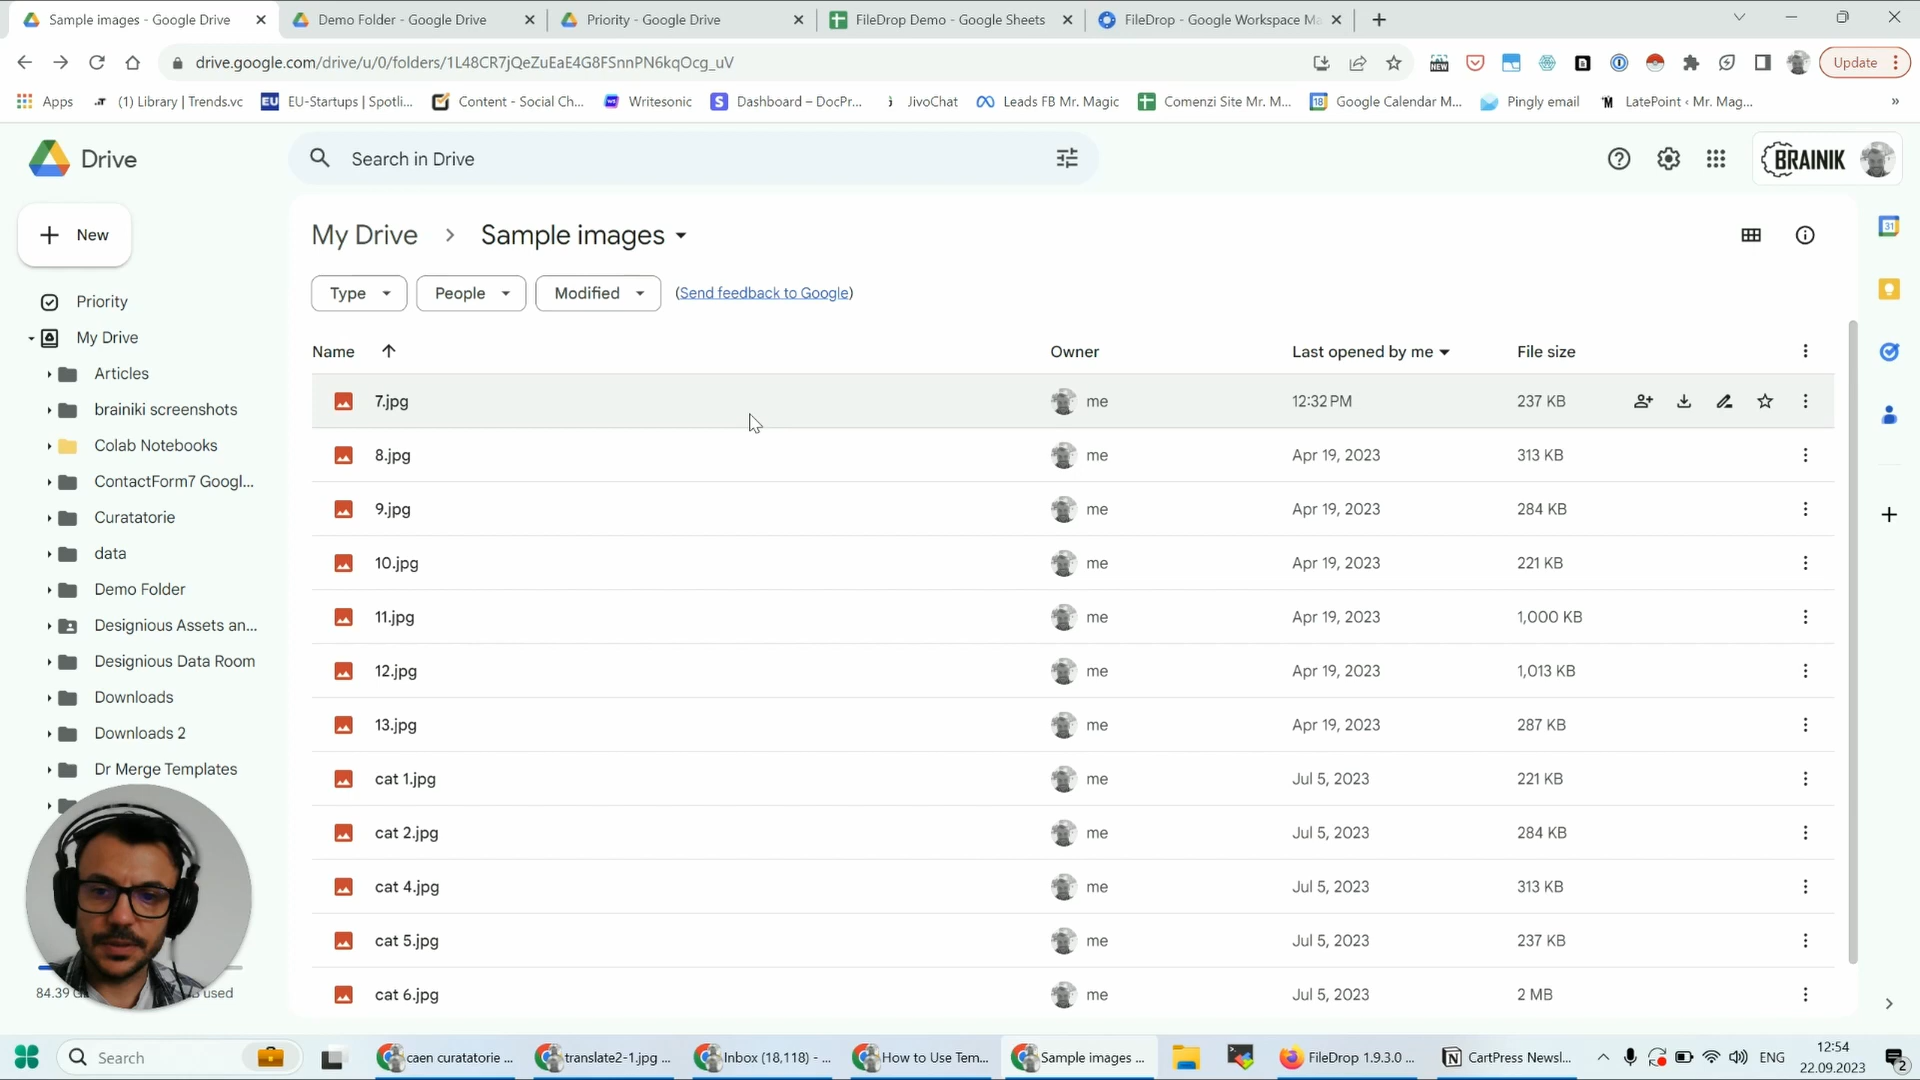 Sample images - Google Drive
Demo Folder - Google Drive
Priority - Google Drive
FileDrop Demo - Google Sheets
FileDrop - Google Workspace Ma
drive.google.com/drive/u/0/folders/1L48CR7jQeZuEaE4G8FSnnPN6kqOcg_uV
NEW
Update
Apps
(1) Library | Trends.vc
EU EU-Startups | Spotli...
Content - Social Ch...
Writesonic
S Dashboard – DocPr...
JivoChat
Leads FB Mr. Magic
Comenzi Site Mr. M...
18 Google Calendar M...
Pingly email
LatePoint ‹ Mr. Mag...
»
Drive
Search in Drive
BRAINIK
New
My Drive > Sample images
31
Type
People
Modified
(Send feedback to Google)
Priority
My Drive
Articles
brainiki screenshots
Colab Notebooks
ContactForm7 Googl...
Curatatorie
data
Demo Folder
Designious Assets an...
Designious Data Room
Downloads
Downloads 2
Dr Merge Templates
84.39 G
used
Name Owner Last opened by me File size
7.jpg me 12:32 PM 237 KB
8.jpg me Apr 19, 2023 313 KB
9.jpg me Apr 19, 2023 284 KB
10.jpg me Apr 19, 2023 221 KB
11.jpg me Apr 19, 2023 1,000 KB
12.jpg me Apr 19, 2023 1,013 KB
13.jpg me Apr 19, 2023 287 KB
cat 1.jpg me Jul 5, 2023 221 KB
cat 2.jpg me Jul 5, 2023 284 KB
cat 4.jpg me Jul 5, 2023 313 KB
cat 5.jpg me Jul 5, 2023 237 KB
cat 6.jpg me Jul 5, 2023 2 MB
Search
caen curatatorie ...
translate2-1.jpg ...
Inbox (18,118) - ...
How to Use Tem...
Sample images ...
FileDrop 1.9.3.0 ...
CartPress Newsl...
ENG
12:54
22.09.2023
2